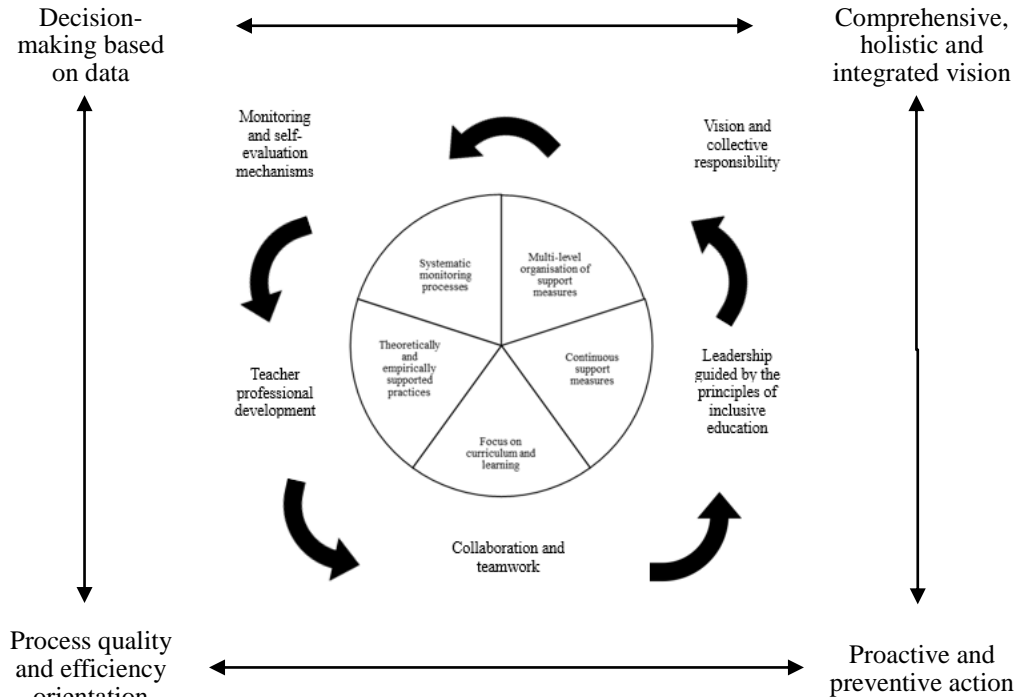 Decision-
making based
on data
Comprehensive,
holistic and
integrated vision
Monitoring
and self-
evaluation
mechanisms
Vision and
collective
responsibility
Systematic
monitoring
processes
Multi-level
organisation of
support
measures
Theoretically
and
empirically
supported
practices
Continuous
support
measures
Focus on
curriculum and
learning
Teacher
professional
development
Leadership
guided by the
principles of
inclusive
education
Collaboration and
teamwork
Process quality
and efficiency
orientation
Proactive and
preventive action